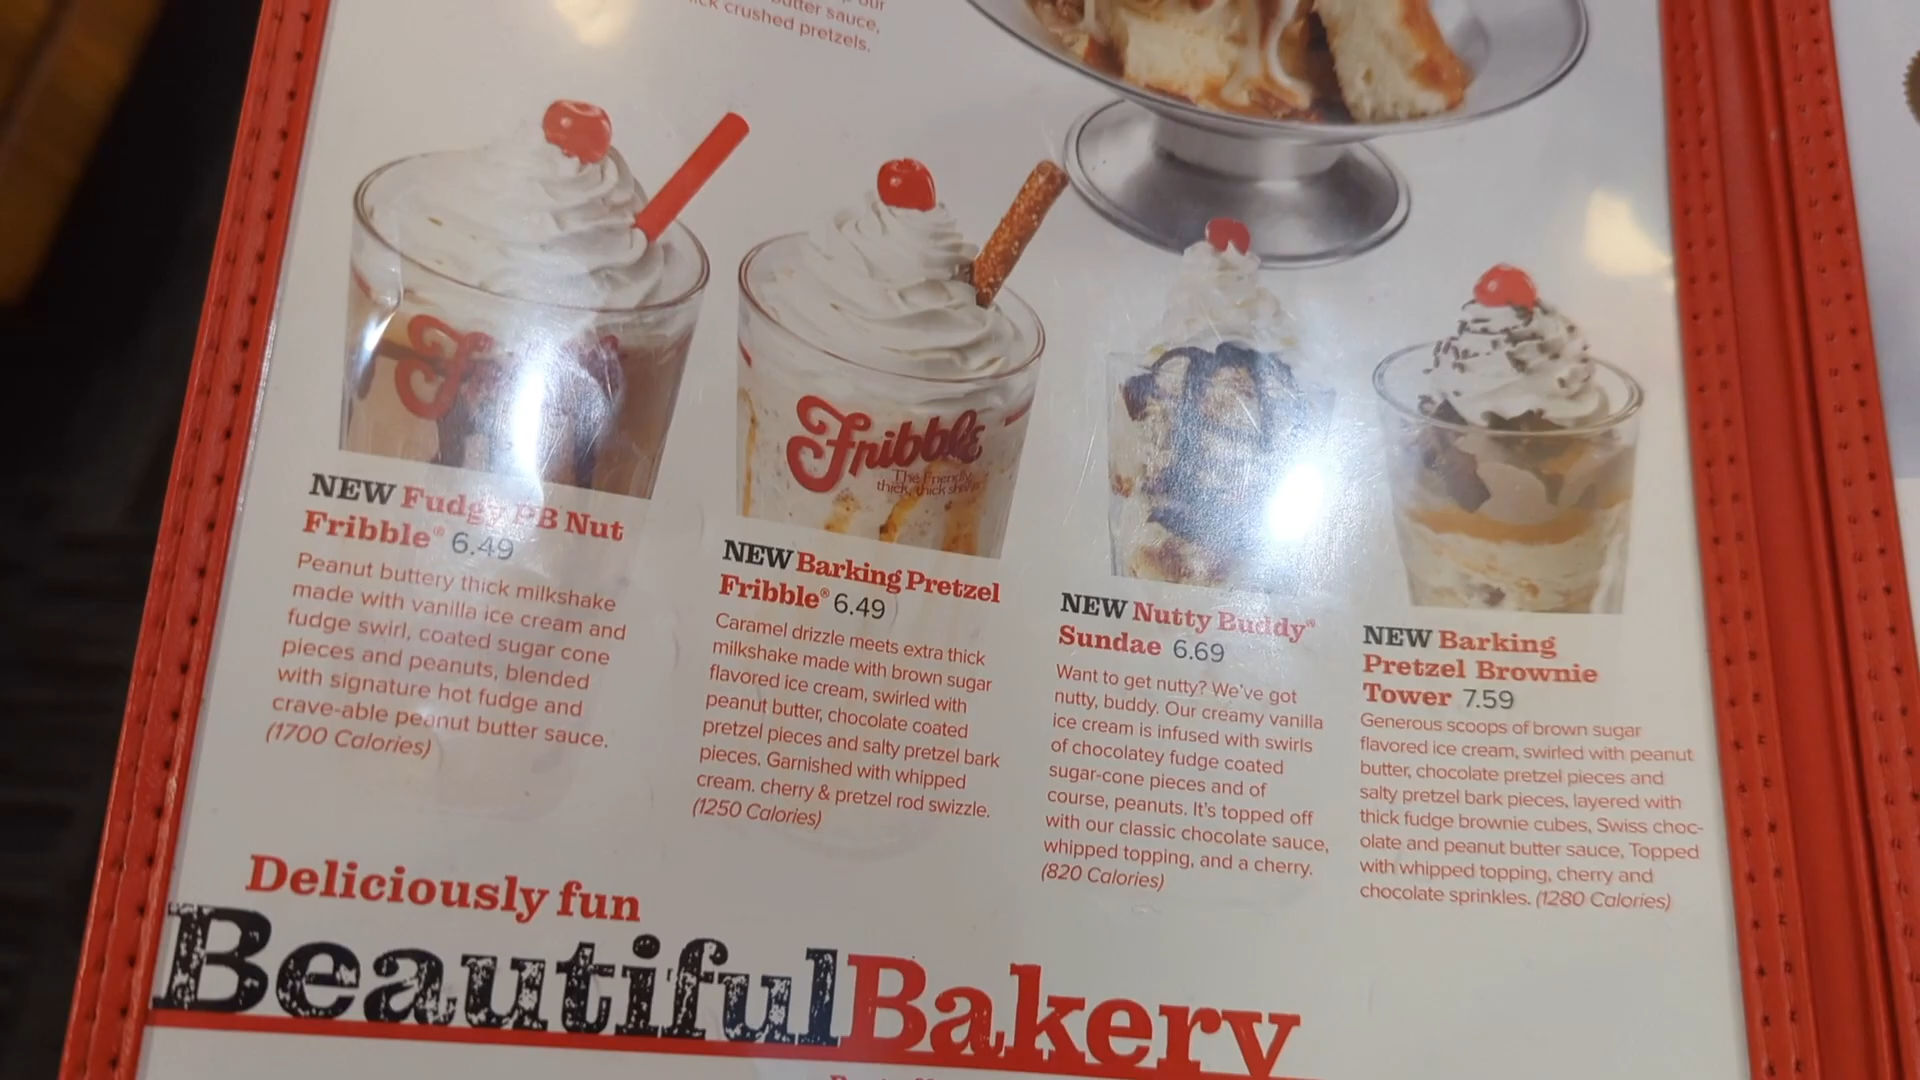 our
butter sauce,
crushed pretzels.
Fribble
The Friendly
thick, thick
NEW Fudgy PB Nut
Fribble® 6.49
Peanut buttery thick milkshake
made with vanilla ice cream and
fudge swirl, coated sugar cone
pieces and peanuts, blended
with signature hot fudge and
crave-able peanut butter sauce.
(1700 Calories)
NEW Barking Pretzel
Fribble® 6.49
Caramel drizzle meets extra thick
milkshake made with brown sugar
flavored ice cream, swirled with
peanut butter, chocolate coated
pretzel pieces and salty pretzel bark
pieces. Garnished with whipped
cream, cherry & pretzel rod swizzle.
(1250 Calories)
NEW Nutty Buddy®
Sundae 6.69
Want to get nutty? We've got
nutty, buddy. Our creamy vanilla
ice cream is infused with swirls
of chocolatey fudge coated
sugar-cone pieces and of
course, peanuts. It's topped off
with our classic chocolate sauce,
whipped topping, and a cherry.
(820 Calories)
NEW Barking
Pretzel Brownie
Tower 7.59
Generous scoops of brown sugar
flavored ice cream, swirled with peanut
butter, chocolate pretzel pieces and
salty pretzel bark pieces, layered with
thick fudge brownie cubes, Swiss choc-
olate and peanut butter sauce, Topped
with whipped topping, cherry and
chocolate sprinkles. (1280 Calories)
Deliciously fun
BeautifulBakery